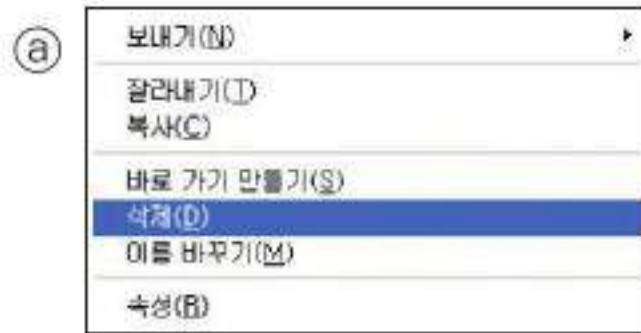 ⓐ
보내기(N)
잘라내기(T)
복사(C)
바로 가기 만들기(S)
삭제(D)
이름 바꾸기(M)
속성(R)